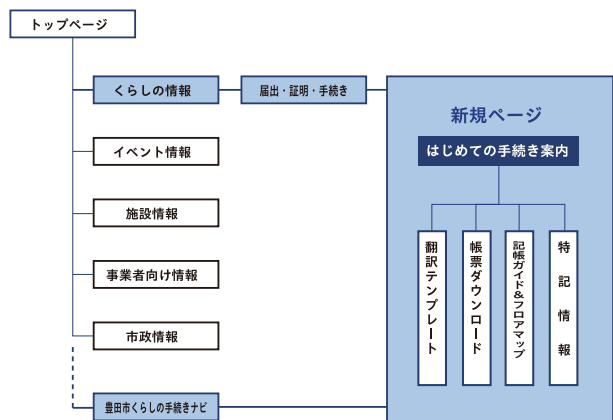 トップページ
くらしの情報
届出・証明・手続き
イベント情報
施設情報
事業者向け情報
市政情報
豊田市くらしの手続きナビ
新規ページ
はじめての手続き案内
翻訳テンプレート
帳票ダウンロード
記帳ガイド&フロアマップ
特記情報